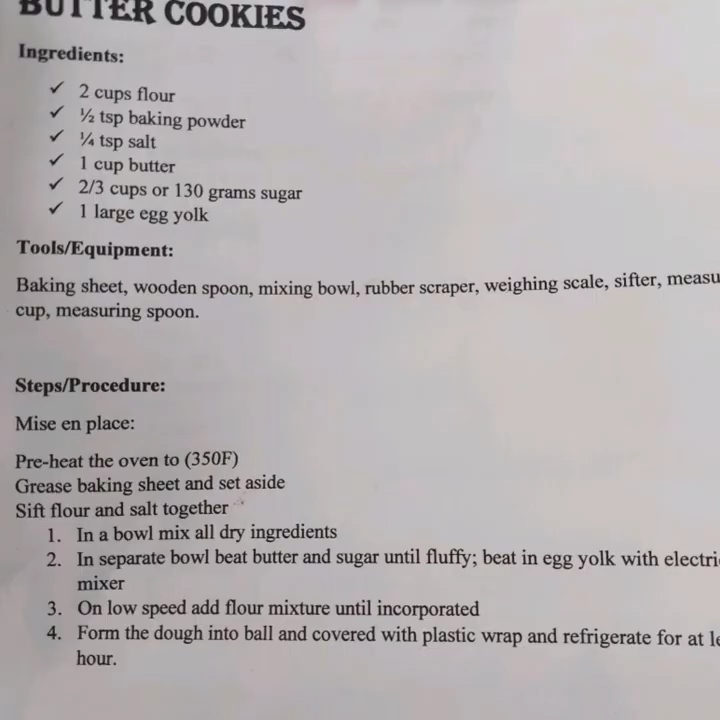 BUTTER COOKIES
Ingredients:
✓ 2 cups flour
✓ ½ tsp baking powder
✓ ¼ tsp salt
✓ 1 cup butter
✓ 2/3 cups or 130 grams sugar
✓ 1 large egg yolk
Tools/Equipment:
Baking sheet, wooden spoon, mixing bowl, rubber scraper, weighing scale, sifter,
cup, measuring spoon.
Steps/Procedure:
Mise en place:
Pre-heat the oven to (350F)
Grease baking sheet and set aside
Sift flour and salt together
1. In a bowl mix all dry ingredients
2. In separate bowl beat butter and sugar until fluffy; beat in egg yolk with
mixer
3. On low speed add flour mixture until incorporated
4. Form the dough into ball and covered with plastic wrap and refrigerate for at
hour.